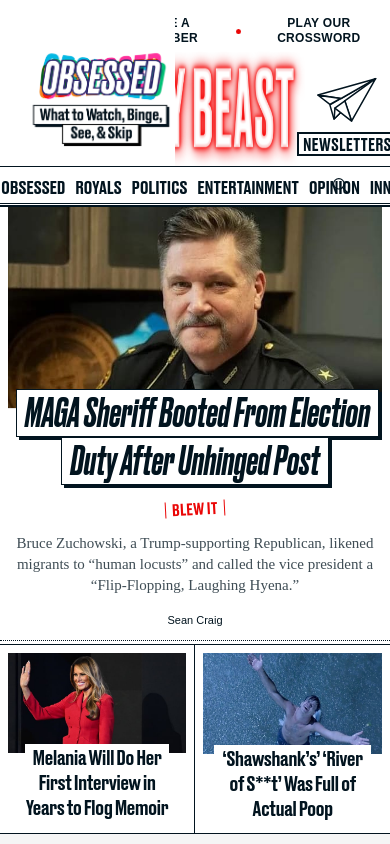 E A
BER
PLAY OUR
CROSSWORD
OBSESSED
What to Watch, Binge,
See, & Skip
Y BEAST
NEWSLETTERS
OBSESSED ROYALS POLITICS ENTERTAINMENT OPINION INN
MAGA Sheriff Booted From Election
Duty After Unhinged Post
BLEW IT
Bruce Zuchowski, a Trump-supporting Republican, likened
migrants to “human locusts” and called the vice president a
“Flip-Flopping, Laughing Hyena.”
Sean Craig
Melania Will Do Her
First Interview in
Years to Flog Memoir
‘Shawshank’s’ ‘River
of S**t’ Was Full of
Actual Poop